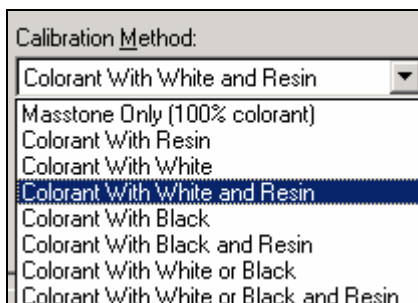 Calibration Method:
Colorant With White and Resin
Masstone Only (100% colorant)
Colorant With Resin
Colorant With White
Colorant With White and Resin
Colorant With Black
Colorant With Black and Resin
Colorant With White or Black
Colorant With White or Black and Resin